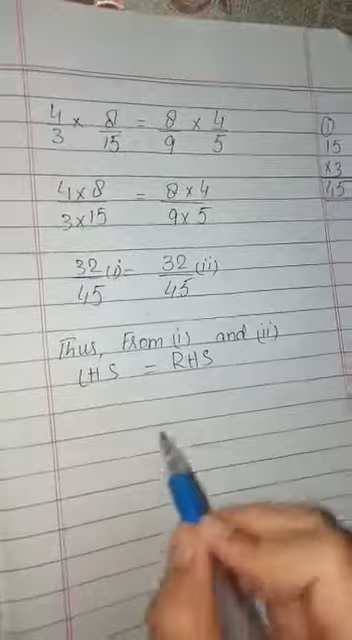 4/3 × 8/15 = 8/9 × 4/5
4×8/3×15 = 8×4/9×5
32/45 (i) = 32/45 (ii)
Thus, From (i) and (ii)
LHS = RHS
①
15
×3
45